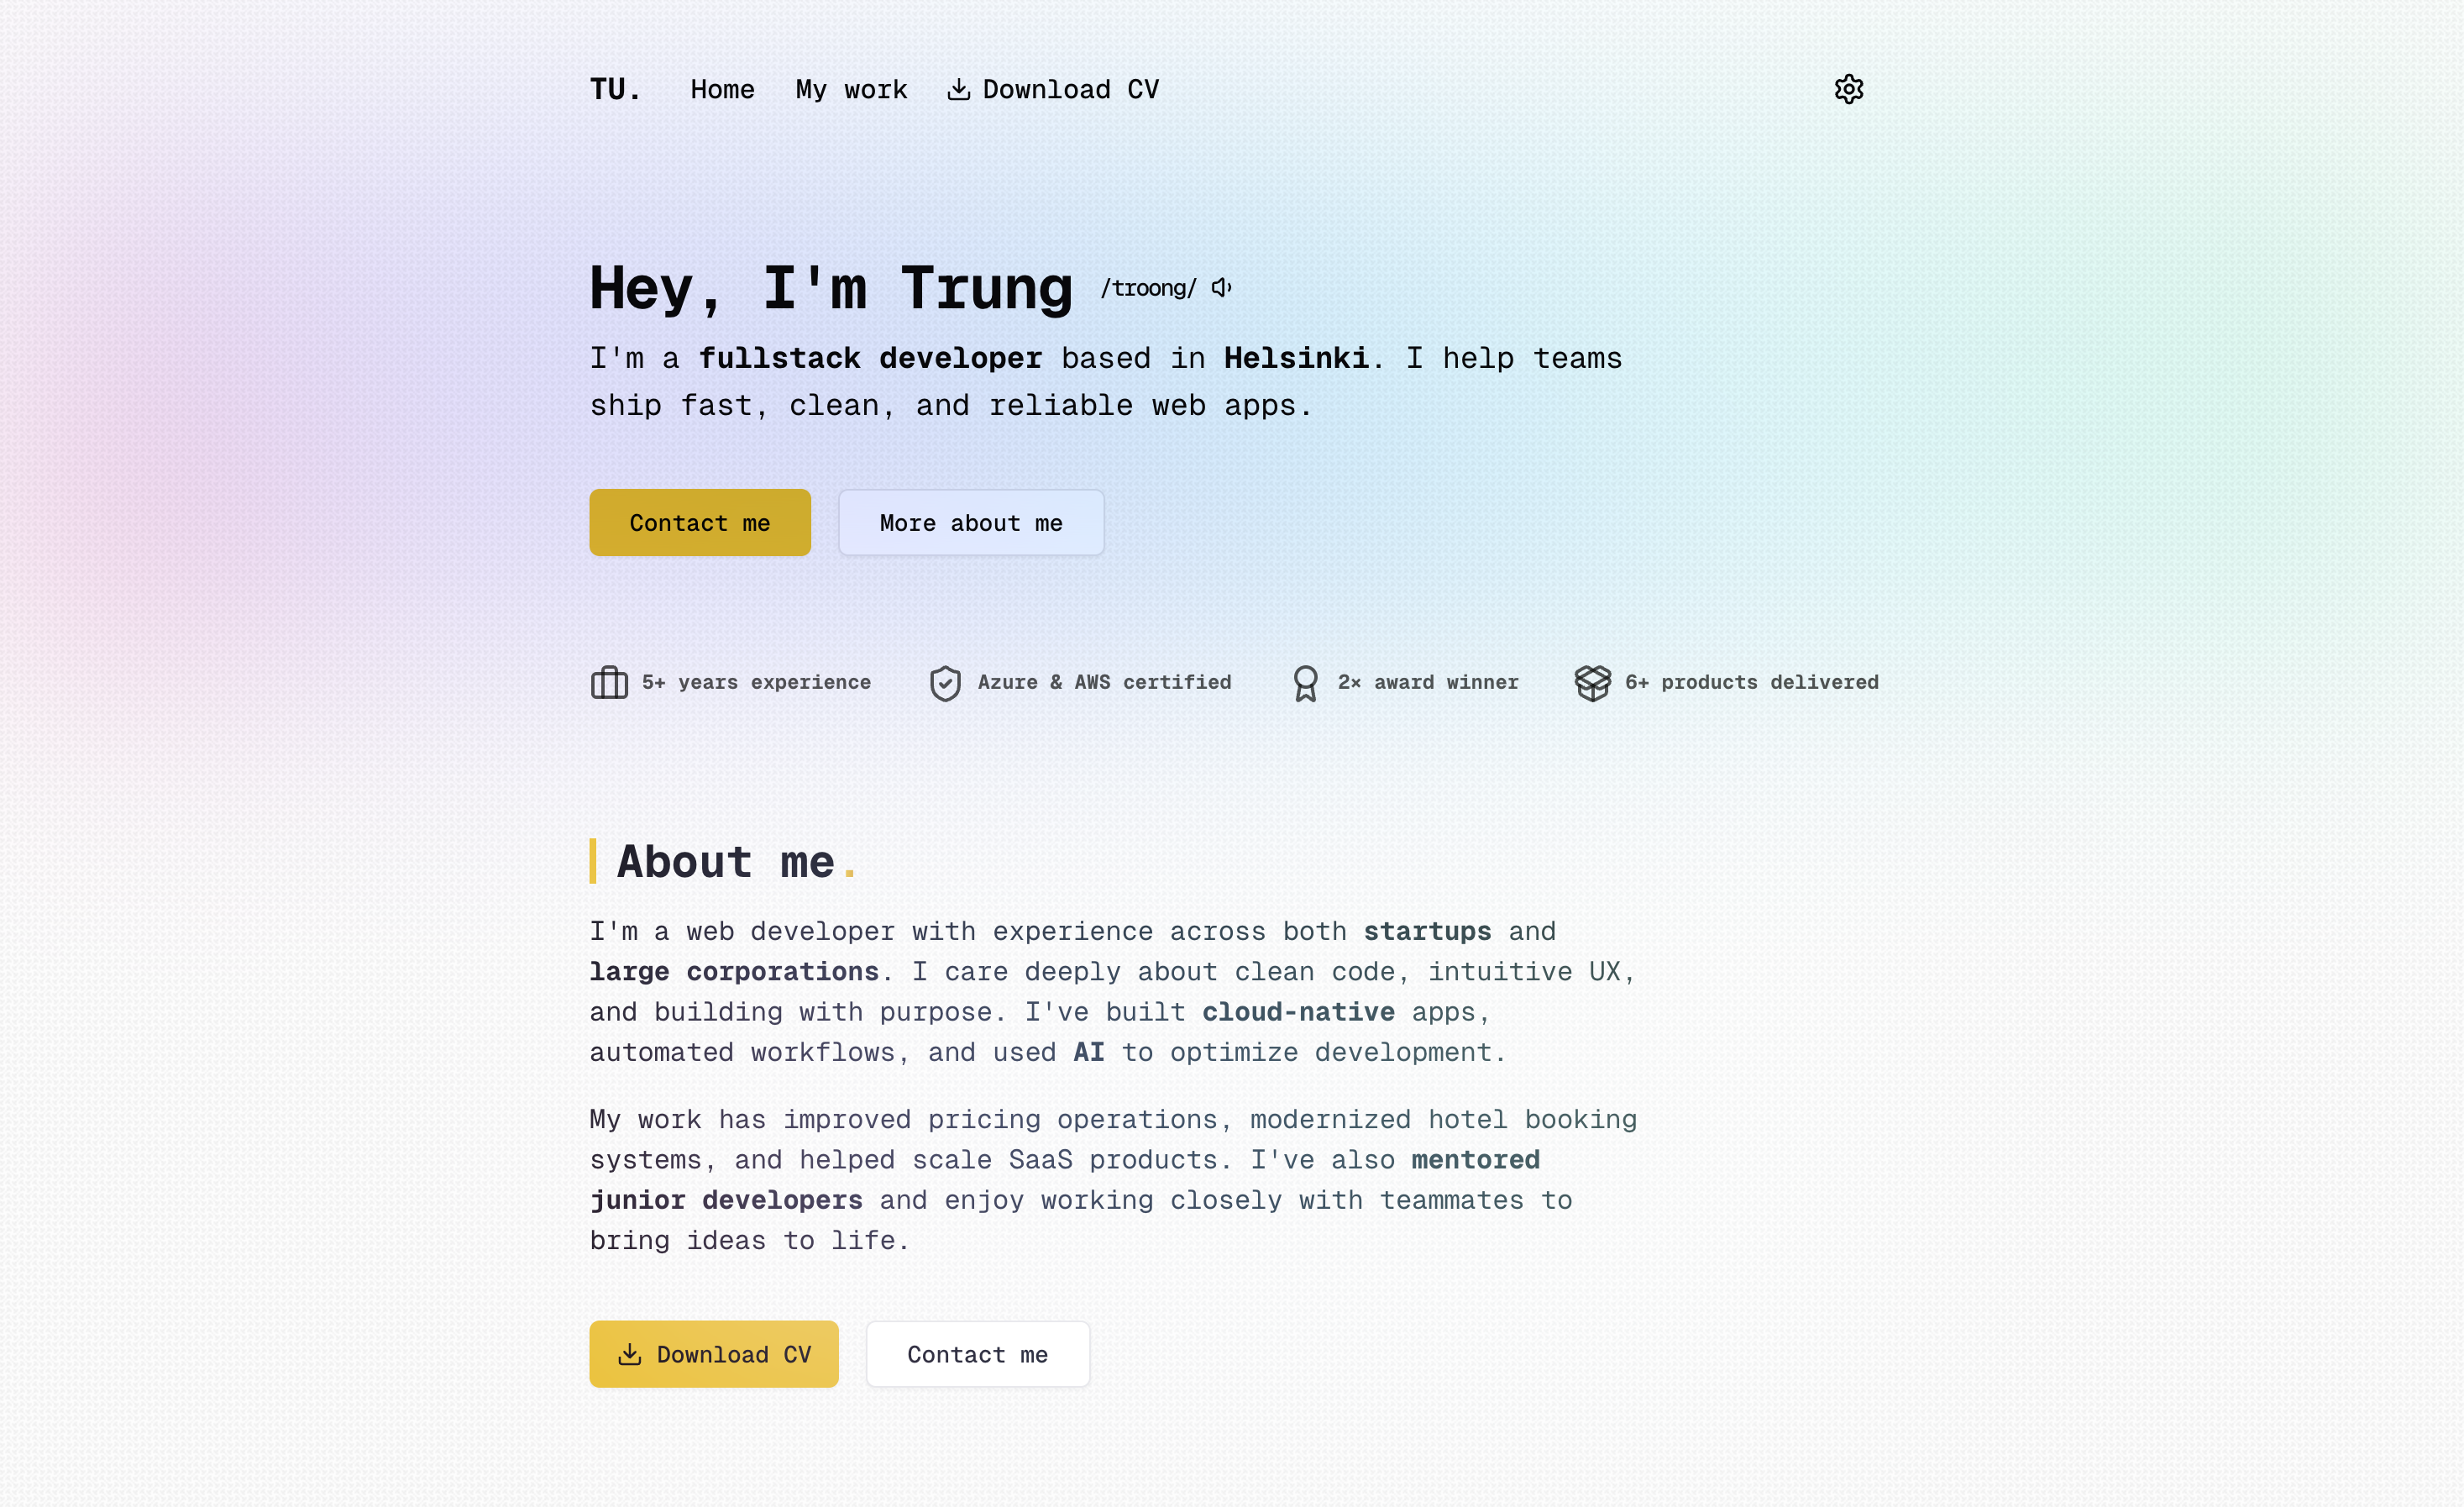 TU. Home My work Download CV
Hey, I'm Trung /troong/
I'm a fullstack developer based in Helsinki. I help teams
ship fast, clean, and reliable web apps.
Contact me More about me
5+ years experience Azure & AWS certified 2× award winner 6+ products delivered
About me.
I'm a web developer with experience across both startups and
large corporations. I care deeply about clean code, intuitive UX,
and building with purpose. I've built cloud-native apps,
automated workflows, and used AI to optimize development.
My work has improved pricing operations, modernized hotel booking
systems, and helped scale SaaS products. I've also mentored
junior developers and enjoy working closely with teammates to
bring ideas to life.
Download CV Contact me